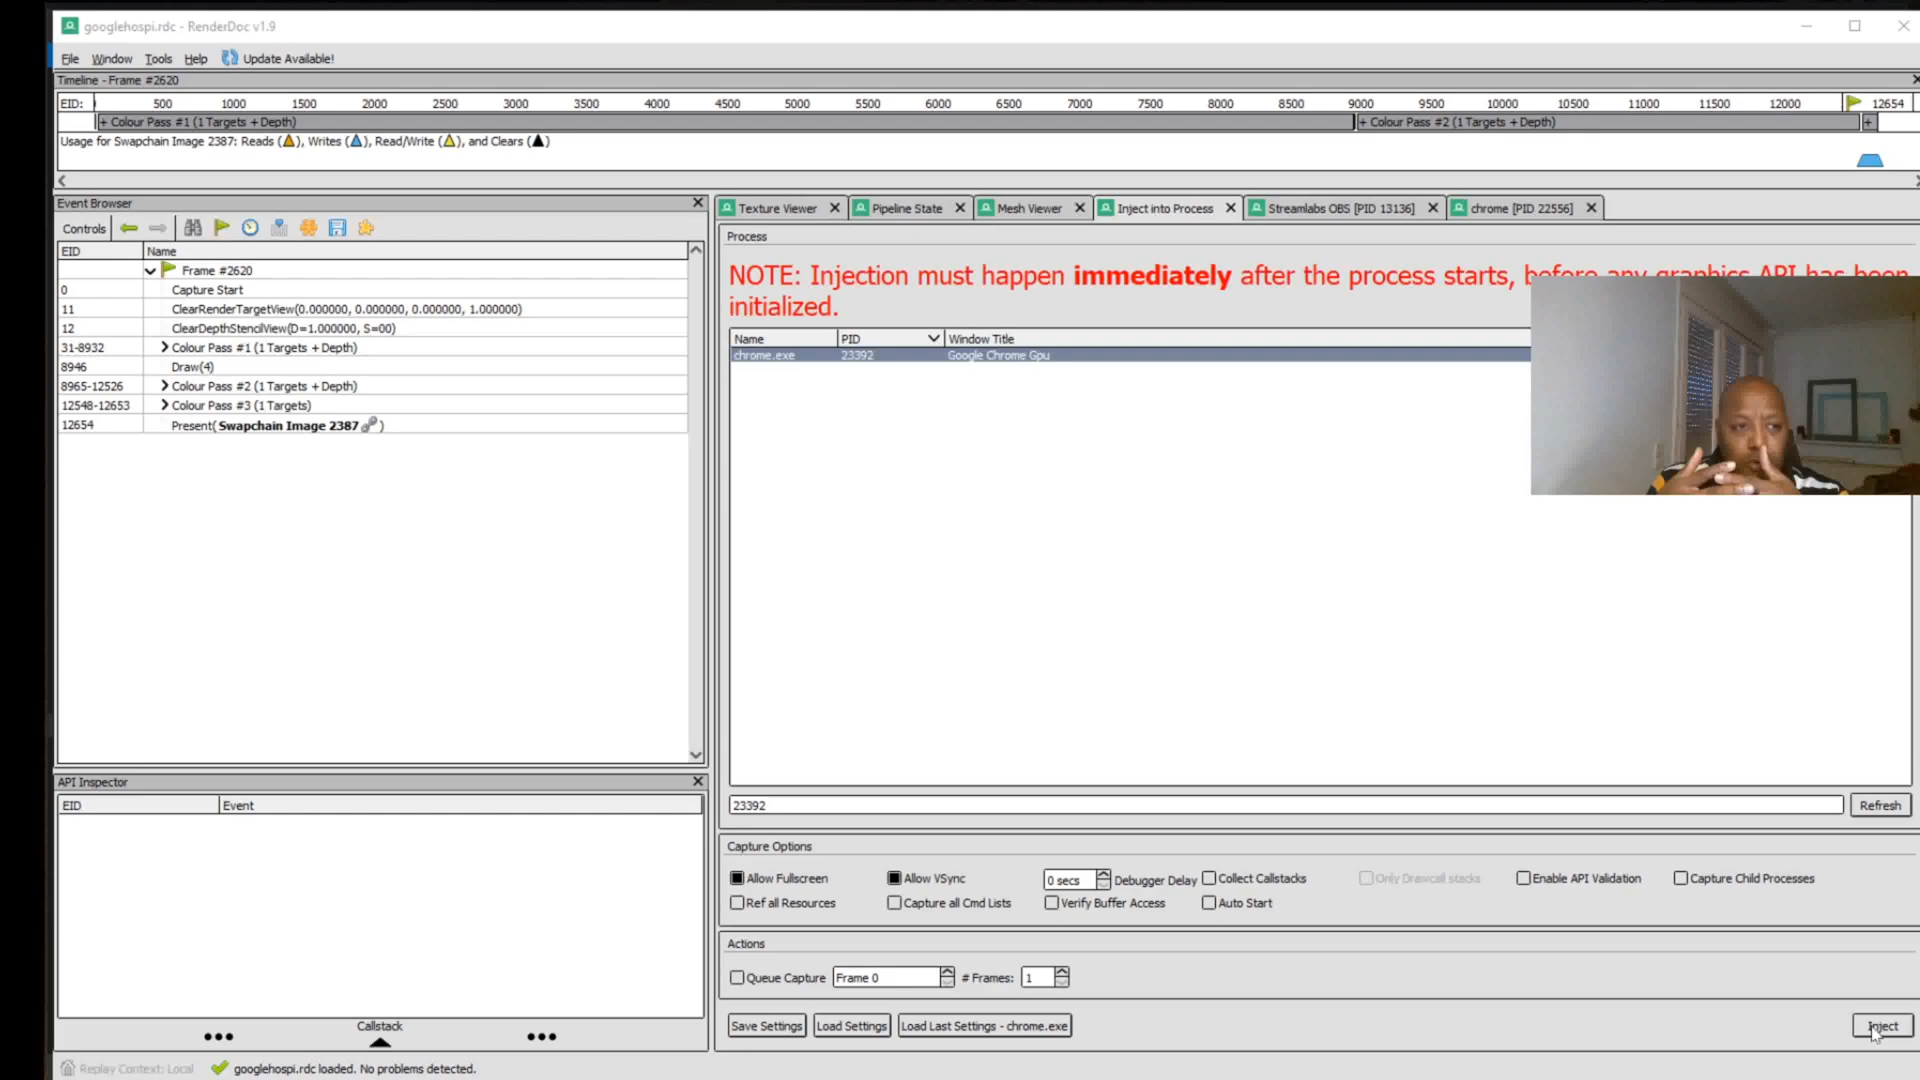 googlehospi.rdc - RenderDoc v1.9
File Window Tools Help Update Available!
Timeline - Frame #2620
EID: 500 1000 1500 2000 2500 3000 3500 4000 4500 5000 5500 6000 6500 7000 7500 8000 8500 9000 9500 10000 10500 11000 11500 12000 12654
+ Colour Pass #1 (1 Targets + Depth) + Colour Pass #2 (1 Targets + Depth) +
Usage for Swapchain Image 2387: Reads ( ), Writes ( ), Read/Write ( ), and Clears ( )
Event Browser
Controls
EID Name
Frame #2620
0 Capture Start
11 ClearRenderTargetView(0.000000, 0.000000, 0.000000, 1.000000)
12 ClearDepthStencilView(D=1.000000, S=00)
31-8932 Colour Pass #1 (1 Targets + Depth)
8946 Draw(4)
8965-12526 Colour Pass #2 (1 Targets + Depth)
12548-12653 Colour Pass #3 (1 Targets)
12654 Present( Swapchain Image 2387 )
API Inspector
EID Event
Callstack
Texture Viewer Pipeline State Mesh Viewer Inject into Process Streamlabs OBS [PID 13136] chrome [PID 22556]
Process
NOTE: Injection must happen immediately after the process starts, before any graphics API has been
initialized.
Name PID Window Title
chrome.exe 23392 Google Chrome Gpu
23392 Refresh
Capture Options
Allow Fullscreen Allow VSync 0 secs Debugger Delay Collect Callstacks Only Drawcall stacks Enable API Validation Capture Child Processes
Ref all Resources Capture all Cmd Lists Verify Buffer Access Auto Start
Actions
Queue Capture Frame 0 # Frames: 1
Save Settings Load Settings Load Last Settings - chrome.exe Inject
Replay Context: Local googlehospi.rdc loaded. No problems detected.